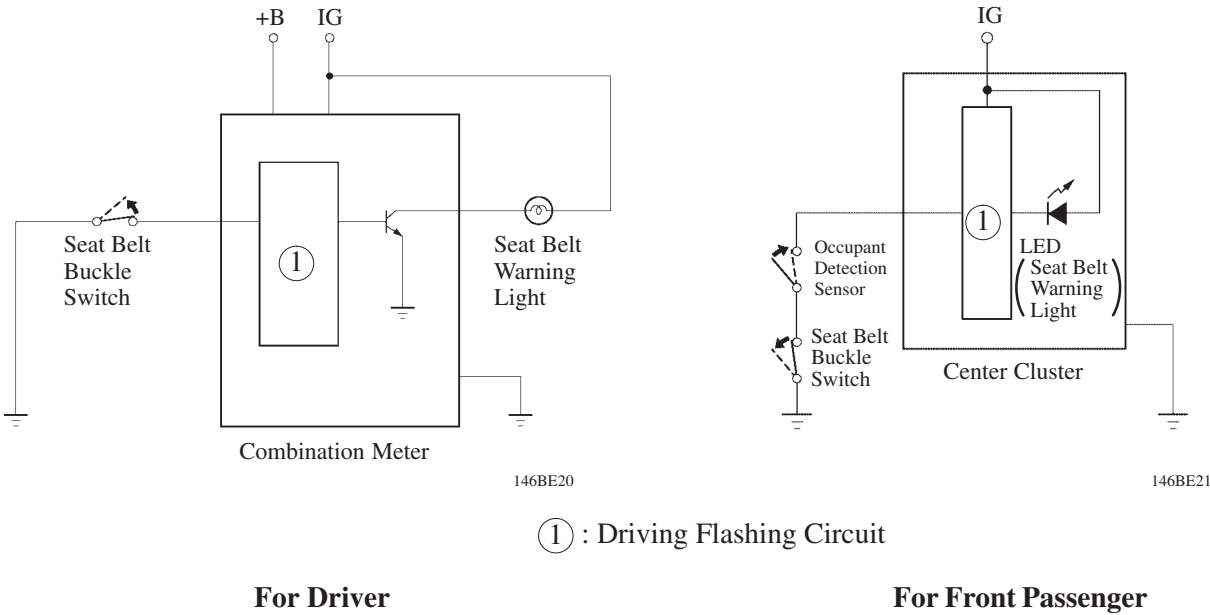 +B IG
Seat Belt
Buckle
Switch
1
Seat Belt
Warning
Light
Combination Meter
146BE20
IG
Occupant
Detection
Sensor
Seat Belt
Buckle
Switch
1
LED
(Seat Belt
Warning
Light)
Center Cluster
146BE21
1 : Driving Flashing Circuit
For Driver
For Front Passenger